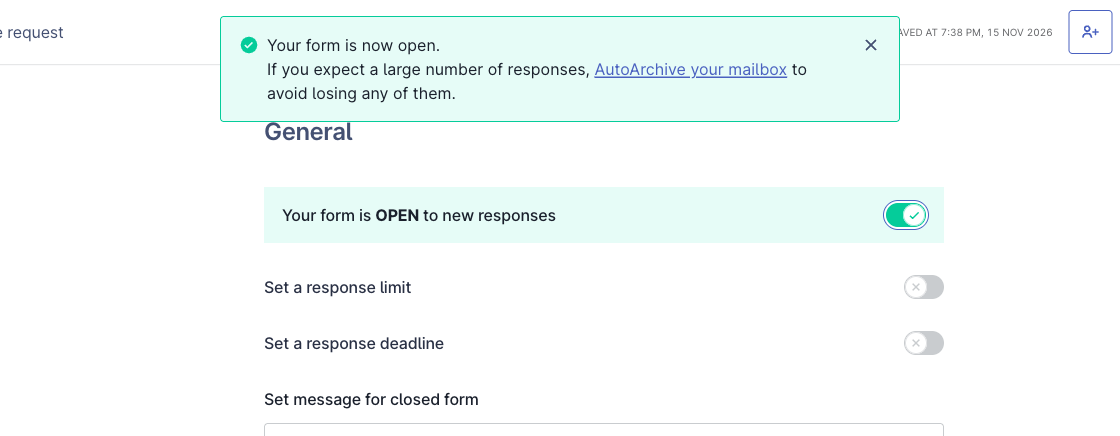 request
Your form is now open.
If you expect a large number of responses, AutoArchive your mailbox to
avoid losing any of them.
AT 7:38 PM, 15 NOV 2026
General
Your form is OPEN to new responses
Set a response limit
Set a response deadline
Set message for closed form